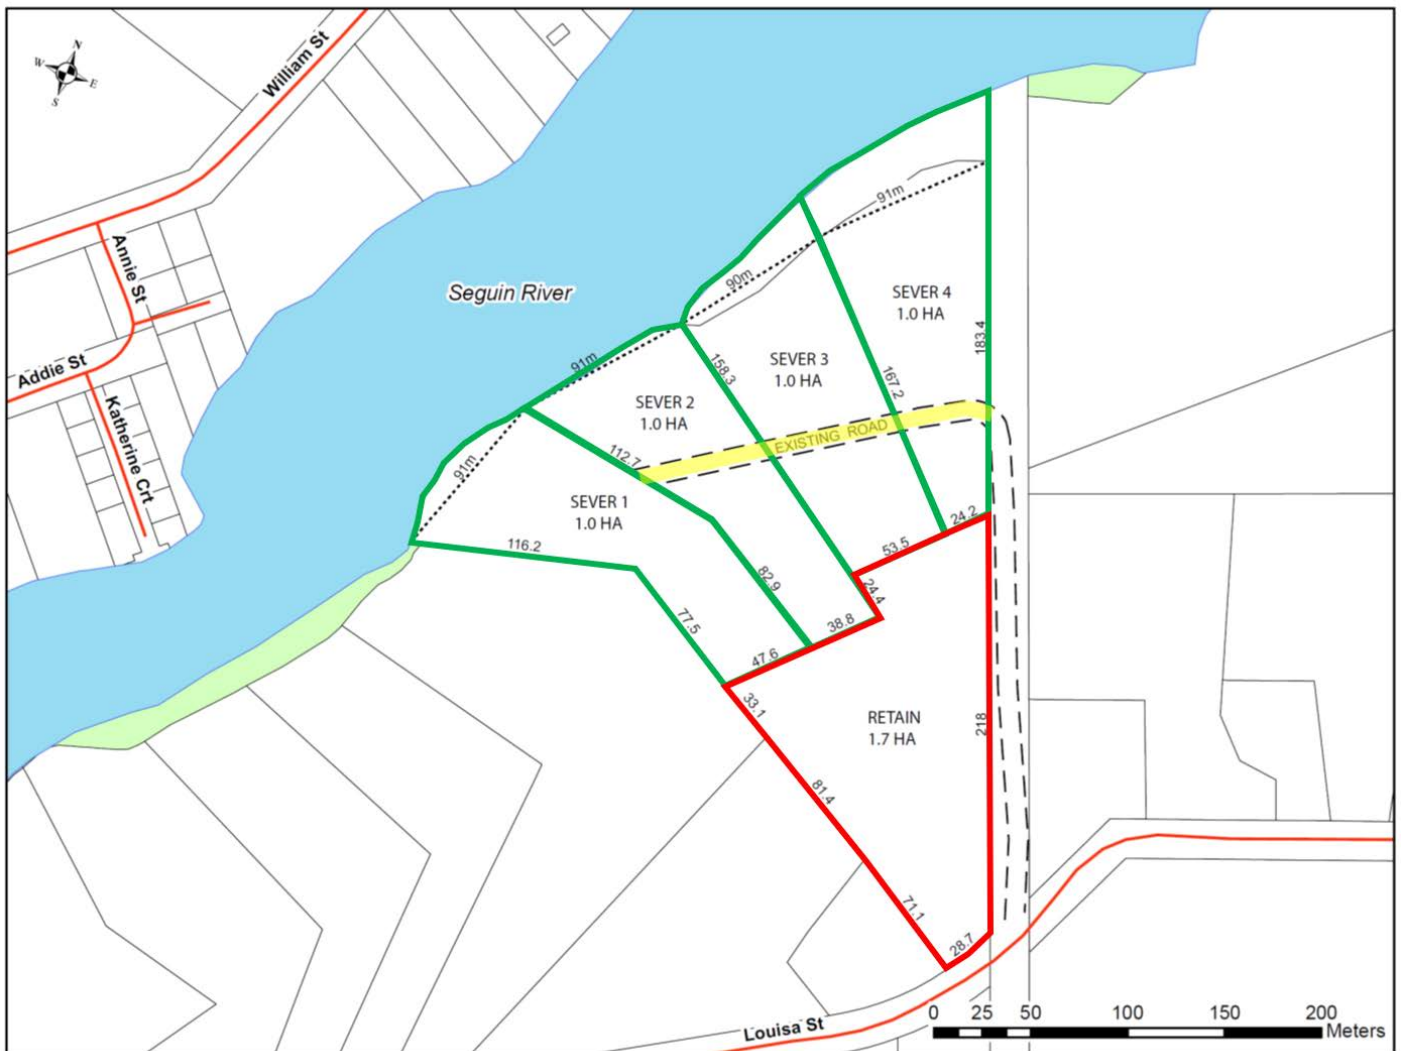 N
W
E
S
William St
Annie St
Addie St
Katherine Crt
Seguin River
91m
90m
91m
91m
SEVER 4
1.0 HA
183.4
SEVER 3
1.0 HA
158.3
167.2
SEVER 2
1.0 HA
EXISTING ROAD
112.7
SEVER 1
1.0 HA
116.2
24.2
53.5
24.4
82.9
38.8
77.5
47.6
33.1
RETAIN
1.7 HA
218
81.4
71.1
28.7
Louisa St
0 25 50 100 150 200
Meters